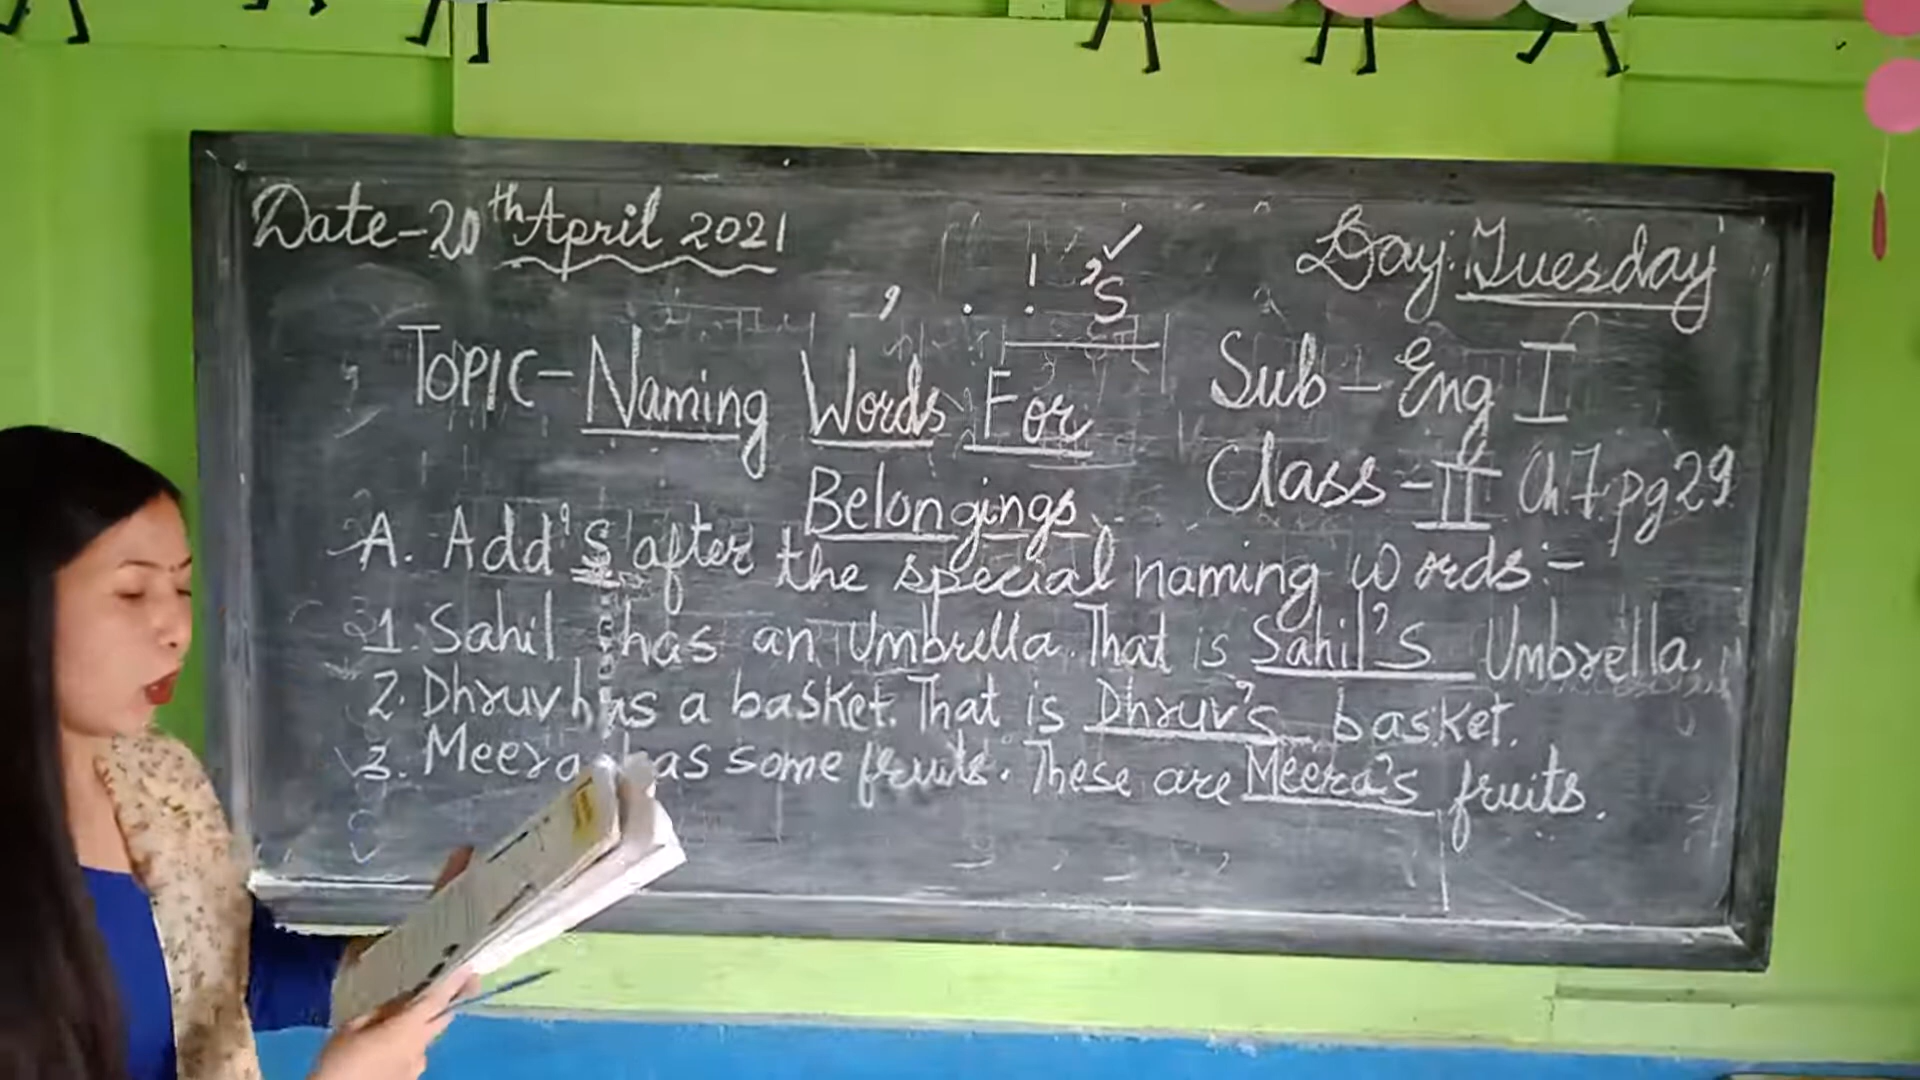 Date-20th April 2021
Day: Tuesday
, . ! 's ✓
TOPIC- Naming Words For
Belongings
Sub - Eng I
Class - II Ch 7 pg 29
A. Add 's after the special naming words:-
1. Sahil has an Umbrella. That is Sahil's Umbrella.
2. Dhruv has a basket. That is Dhruv's basket.
3. Meera has some fruits. These are Meera's fruits.